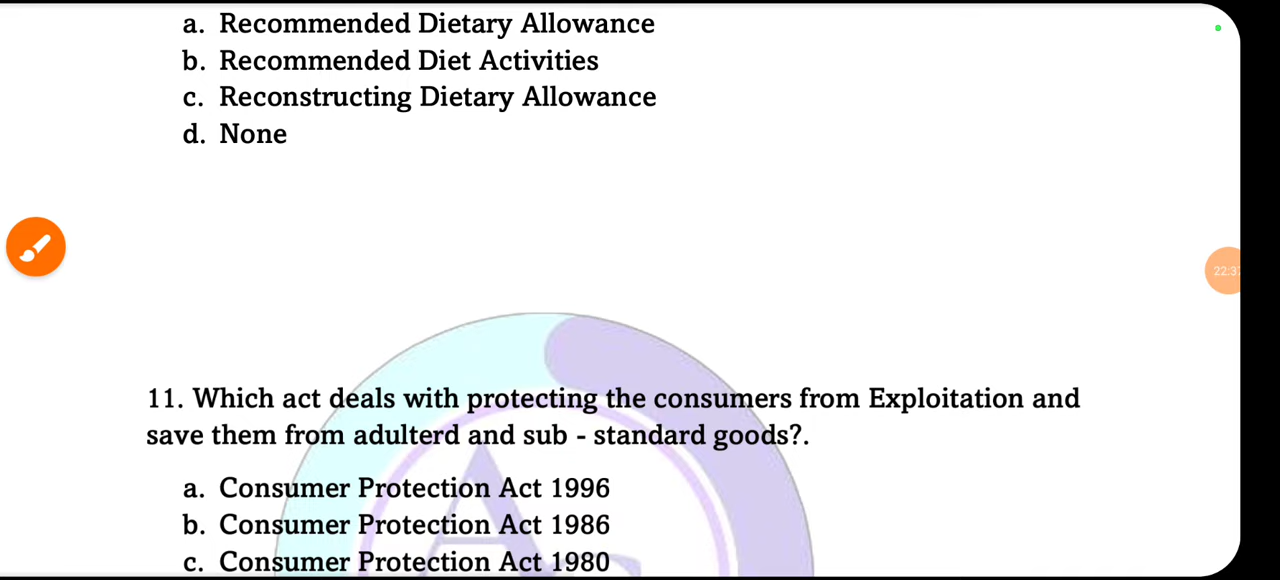 a. Recommended Dietary Allowance
b. Recommended Diet Activities
c. Reconstructing Dietary Allowance
d. None
22:3
11. Which act deals with protecting the consumers from Exploitation and
save them from adulterd and sub - standard goods?.
a. Consumer Protection Act 1996
b. Consumer Protection Act 1986
c. Consumer Protection Act 1980